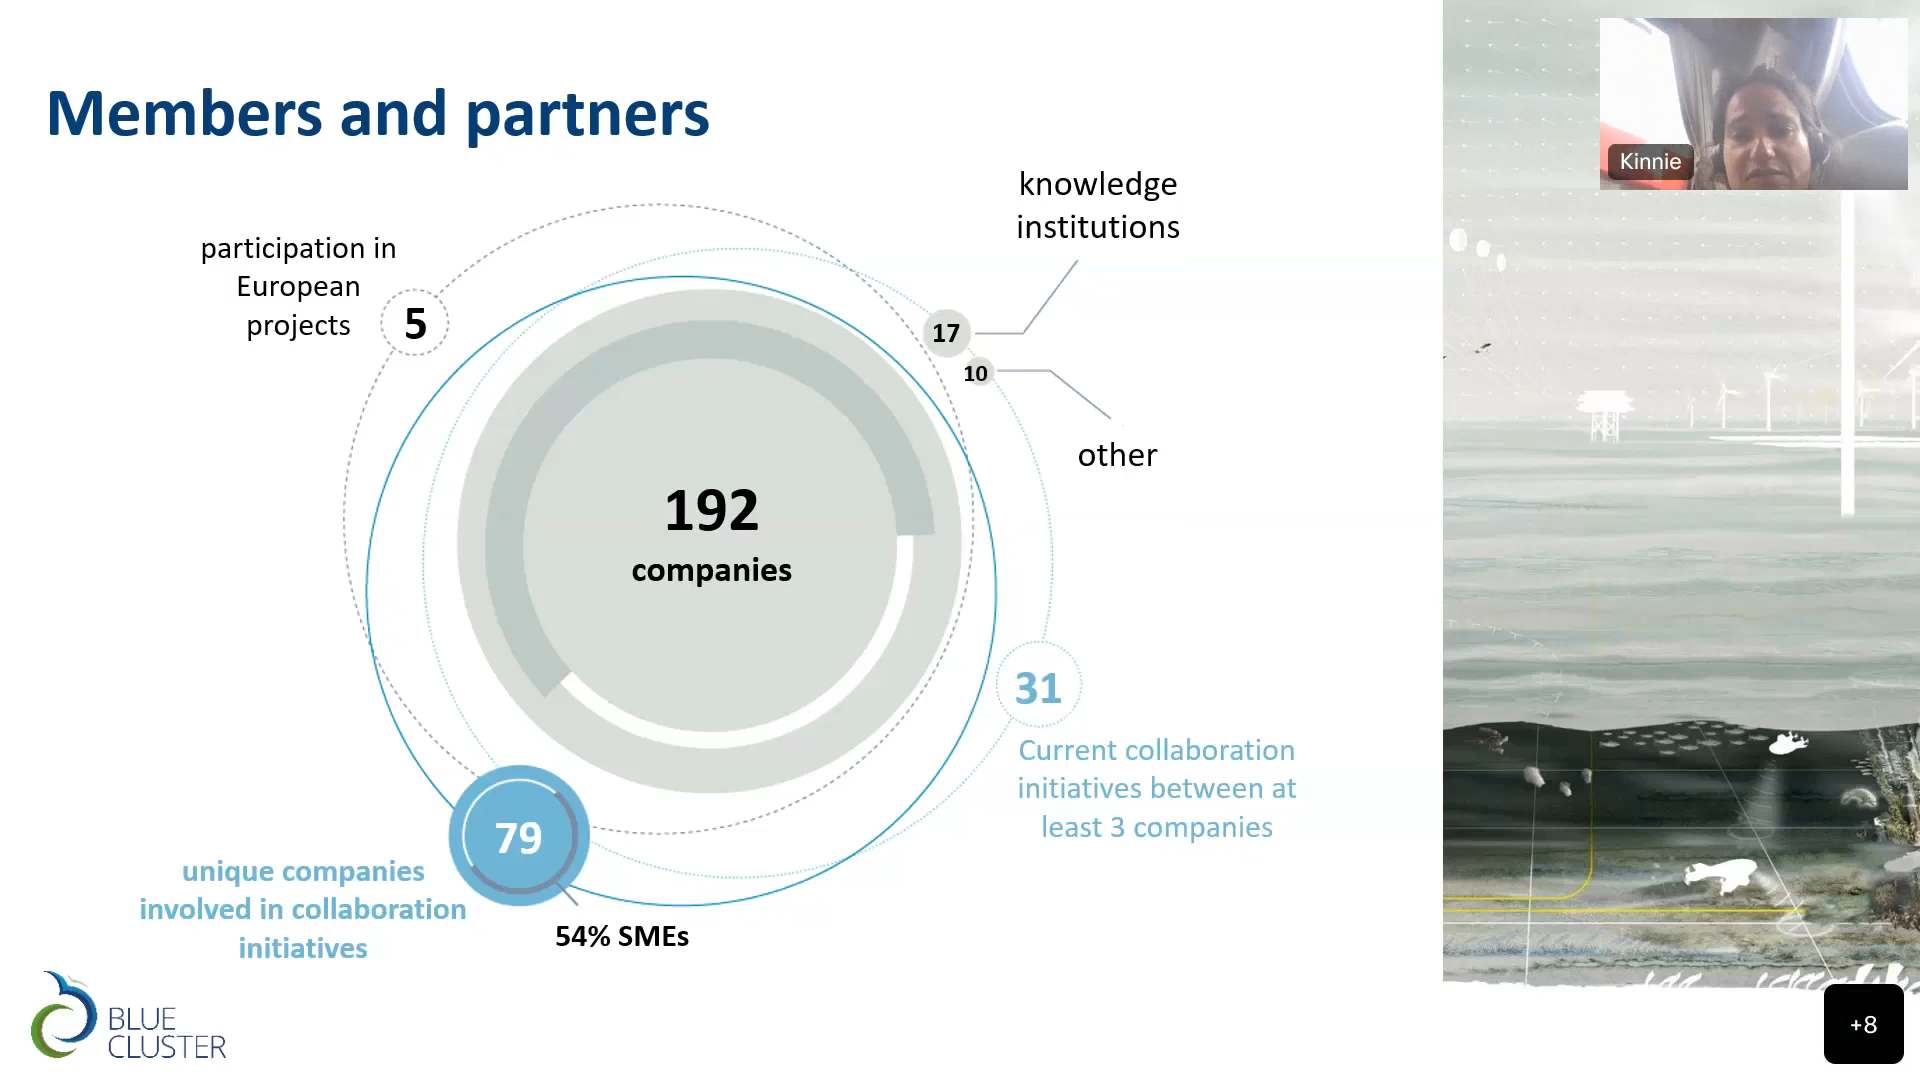 Members and partners
Kinnie
knowledge
institutions
participation in
European
projects
5
17
10
other
192
companies
31
Current collaboration
initiatives between at
least 3 companies
79
unique companies
involved in collaboration
initiatives
54% SMEs
BLUE
CLUSTER
+8